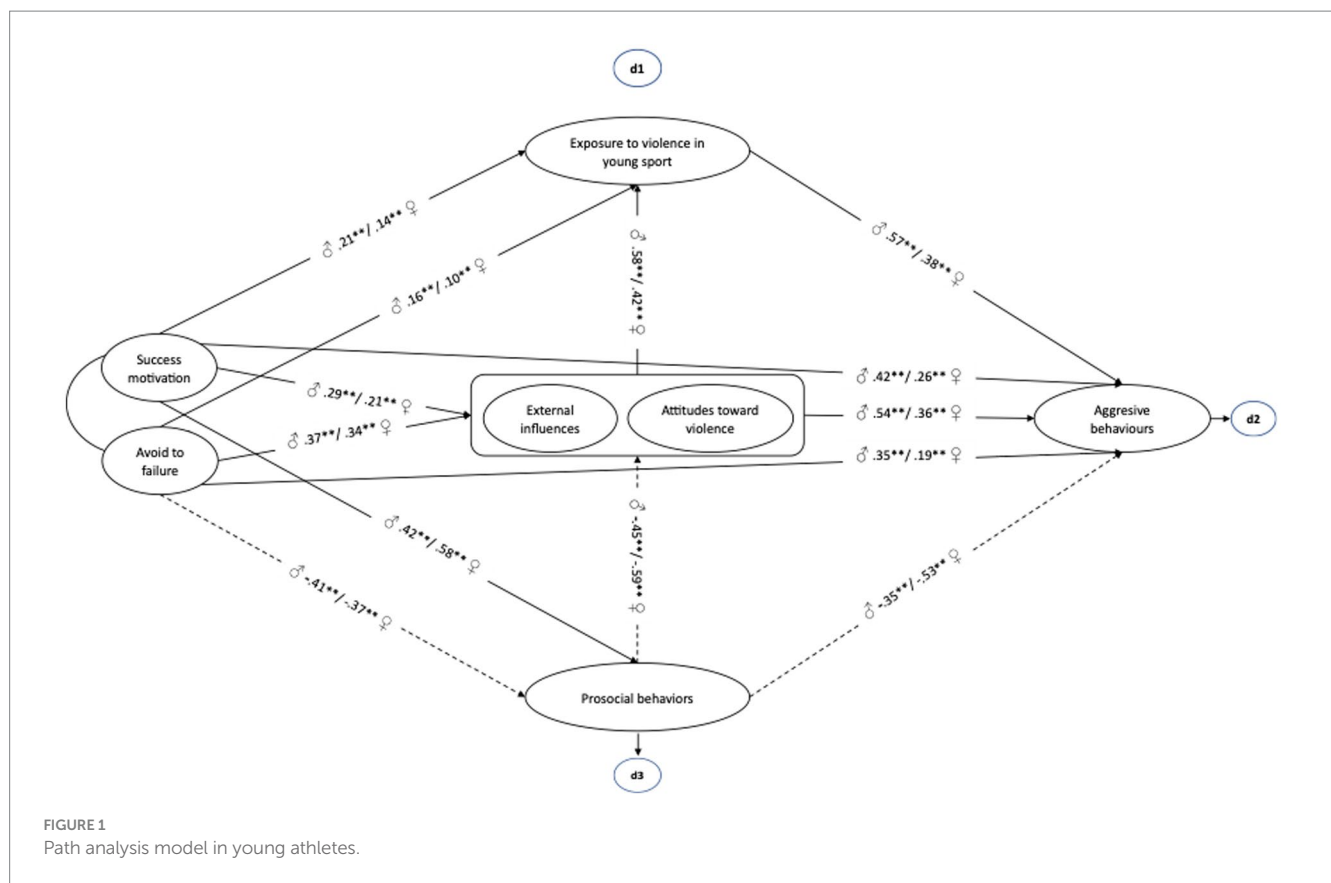 d1
Exposure to violence in
young sport
♂ .21**/ .14** ♀
♂ .57**/ .38** ♀
♂ .16**/ .10** ♀
♂ .58**/ .42** ♀
Success
motivation
♂ .42**/ .26** ♀
♂ .29**/ .21** ♀
External
influences
Attitudes toward
violence
♂ .54**/ .36** ♀
Aggresive
behaviours
d2
♂ .37**/ .34** ♀
Avoid to
failure
♂ .35**/ .19** ♀
♂ .42**/ .58** ♀
♂ -.45**/ -.59** ♀
♂ -.41**/ -.37** ♀
♂ -.35**/ -.53** ♀
Prosocial behaviors
d3
FIGURE 1
Path analysis model in young athletes.